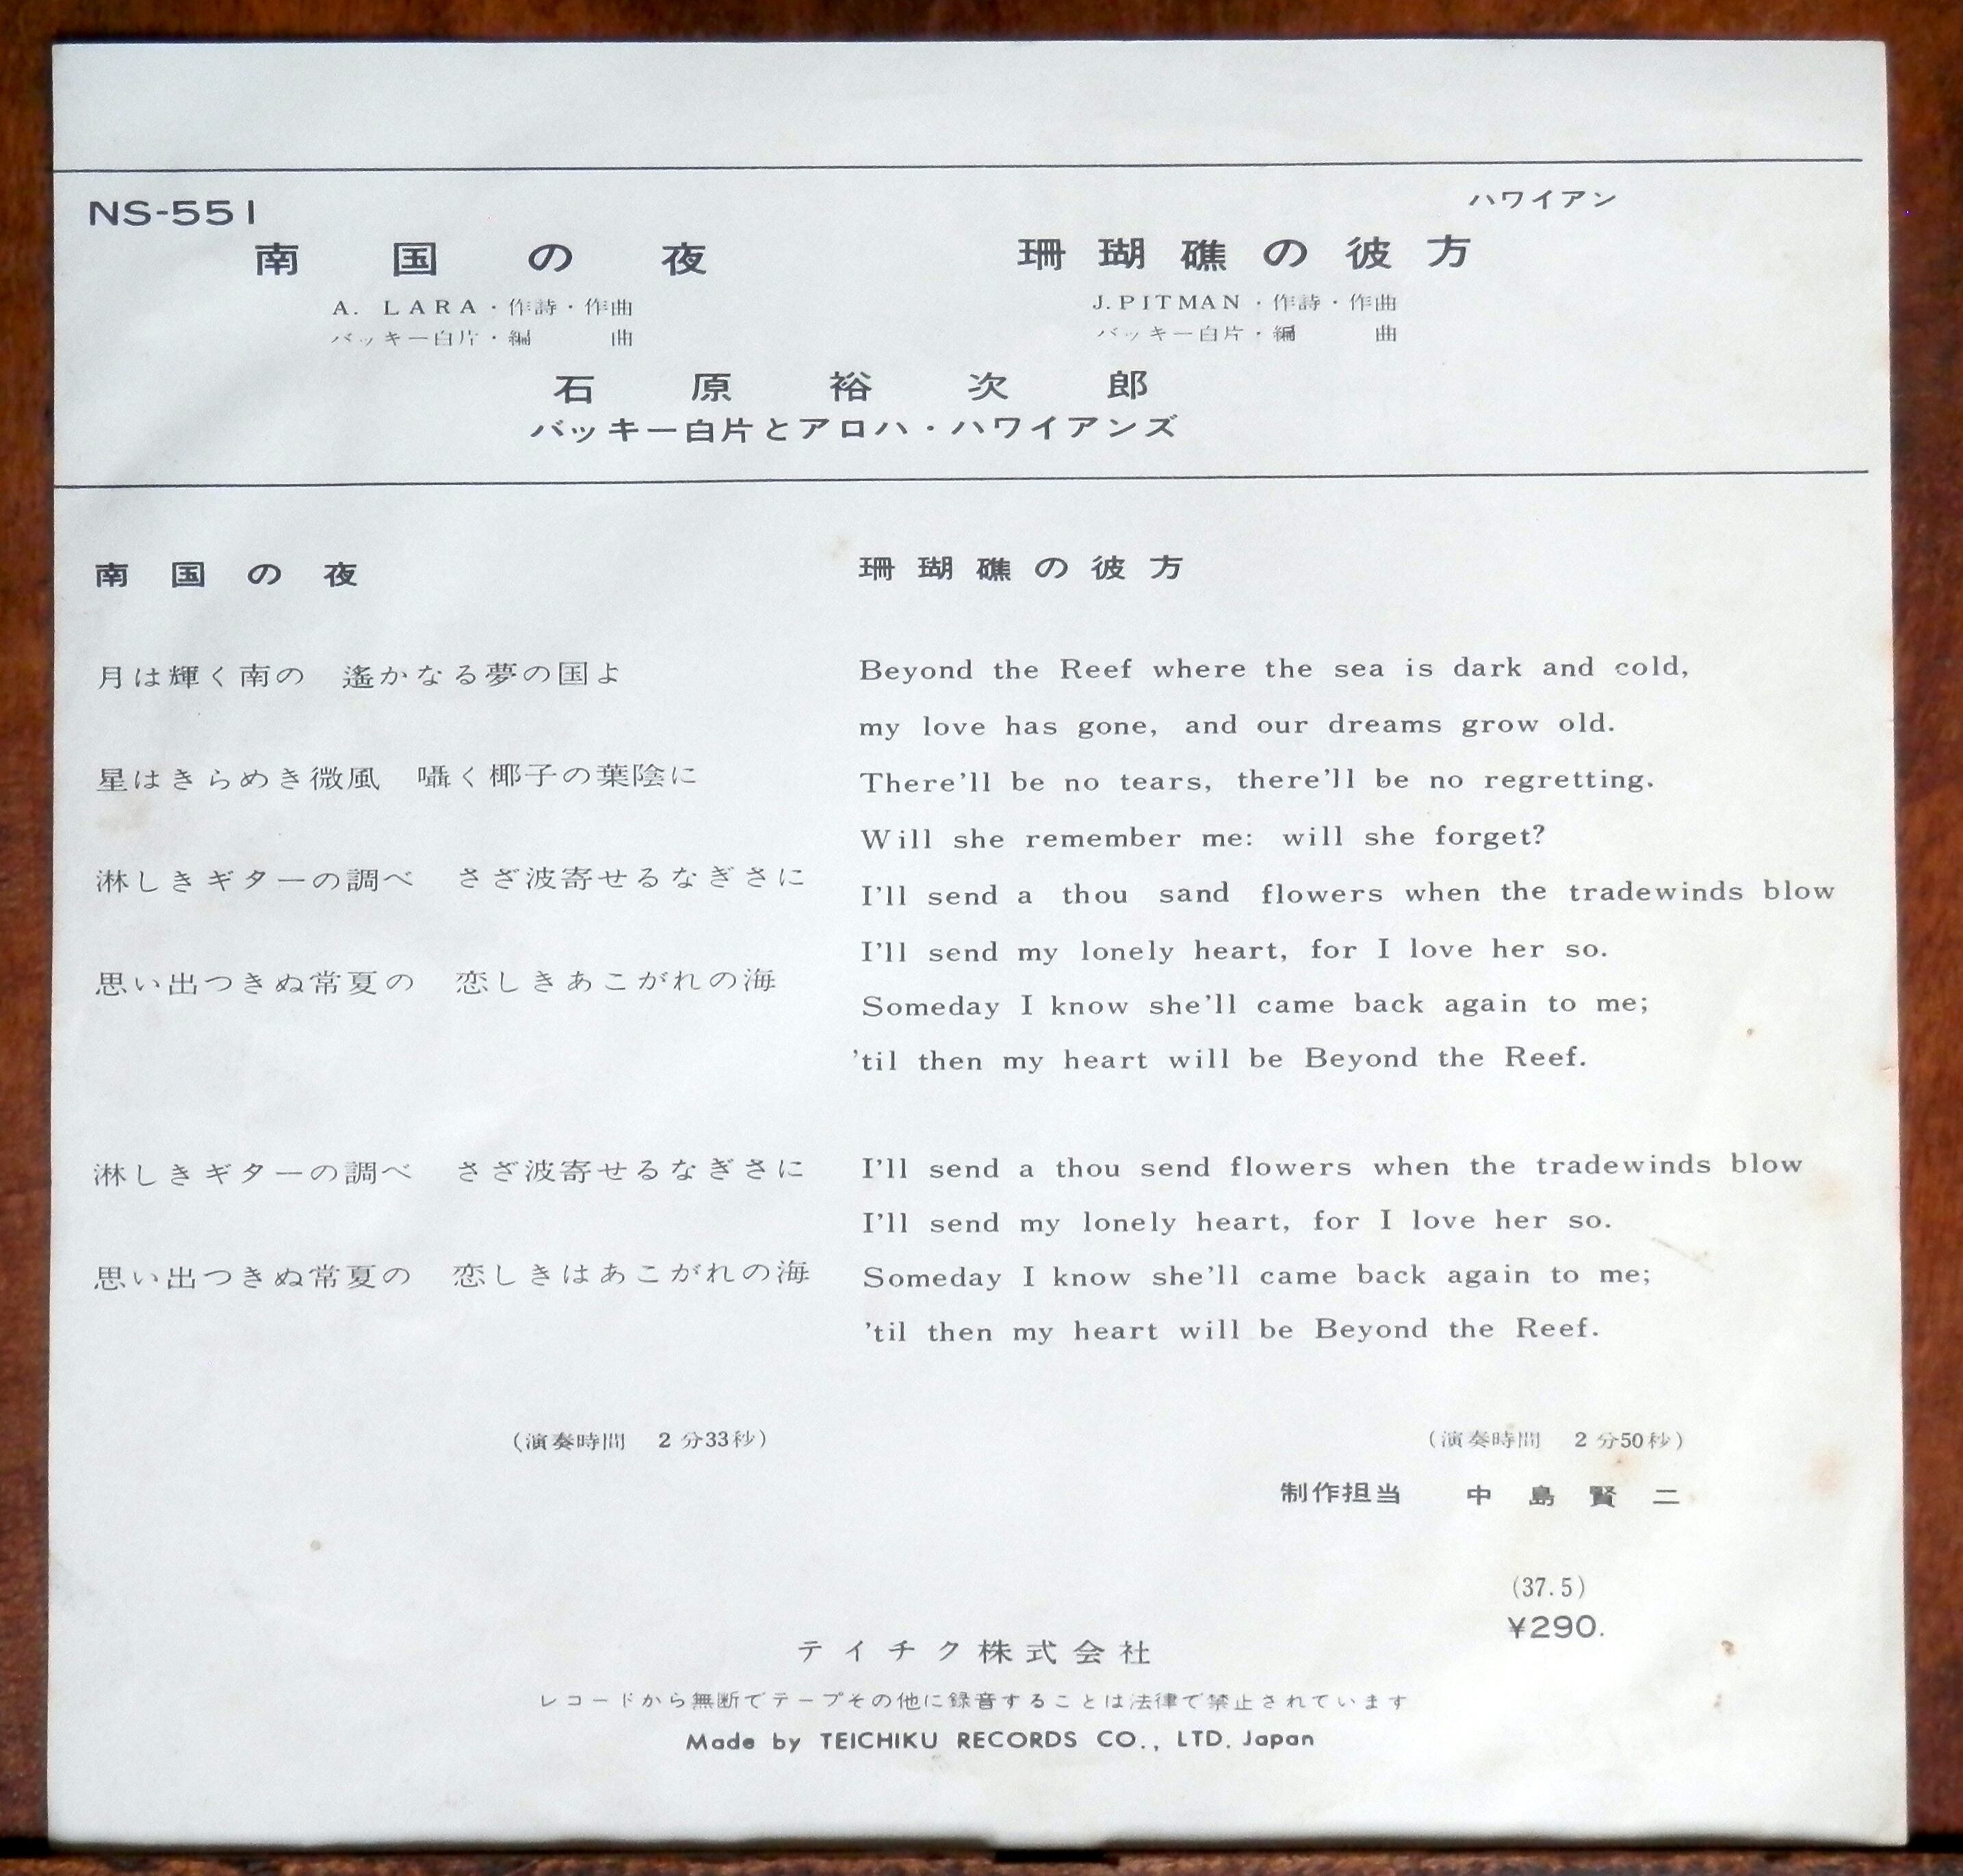 NS-551
ハワイアン
南国の夜
A. LARA・作詩・作曲
バッキー白片・編　曲
珊瑚礁の彼方
J. PITMAN・作詩・作曲
バッキー白片・編　曲
石原裕次郎
バッキー白片とアロハ・ハワイアンズ
南国の夜
月は輝く南の　遙かなる夢の国よ
星はきらめき微風　囁く椰子の葉陰に
淋しきギターの調べ　さざ波寄せるなぎさに
思い出つきぬ常夏の　恋しきあこがれの海
淋しきギターの調べ　さざ波寄せるなぎさに
思い出つきぬ常夏の　恋しきはあこがれの海
(演奏時間　2分33秒)
珊瑚礁の彼方
Beyond the Reef where the sea is dark and cold,
my love has gone, and our dreams grow old.
There'll be no tears, there'll be no regretting.
Will she remember me: will she forget?
I'll send a thou sand flowers when the tradewinds blow
I'll send my lonely heart, for I love her so.
Someday I know she'll came back again to me;
'til then my heart will be Beyond the Reef.
I'll send a thou send flowers when the tradewinds blow
I'll send my lonely heart, for I love her so.
Someday I know she'll came back again to me;
'til then my heart will be Beyond the Reef.
(演奏時間　2分50秒)
制作担当　中島賢二
(37.5)
¥290.
テイチク株式会社
レコードから無断でテープその他に録音することは法律で禁止されています
Made by TEICHIKU RECORDS CO., LTD. Japan